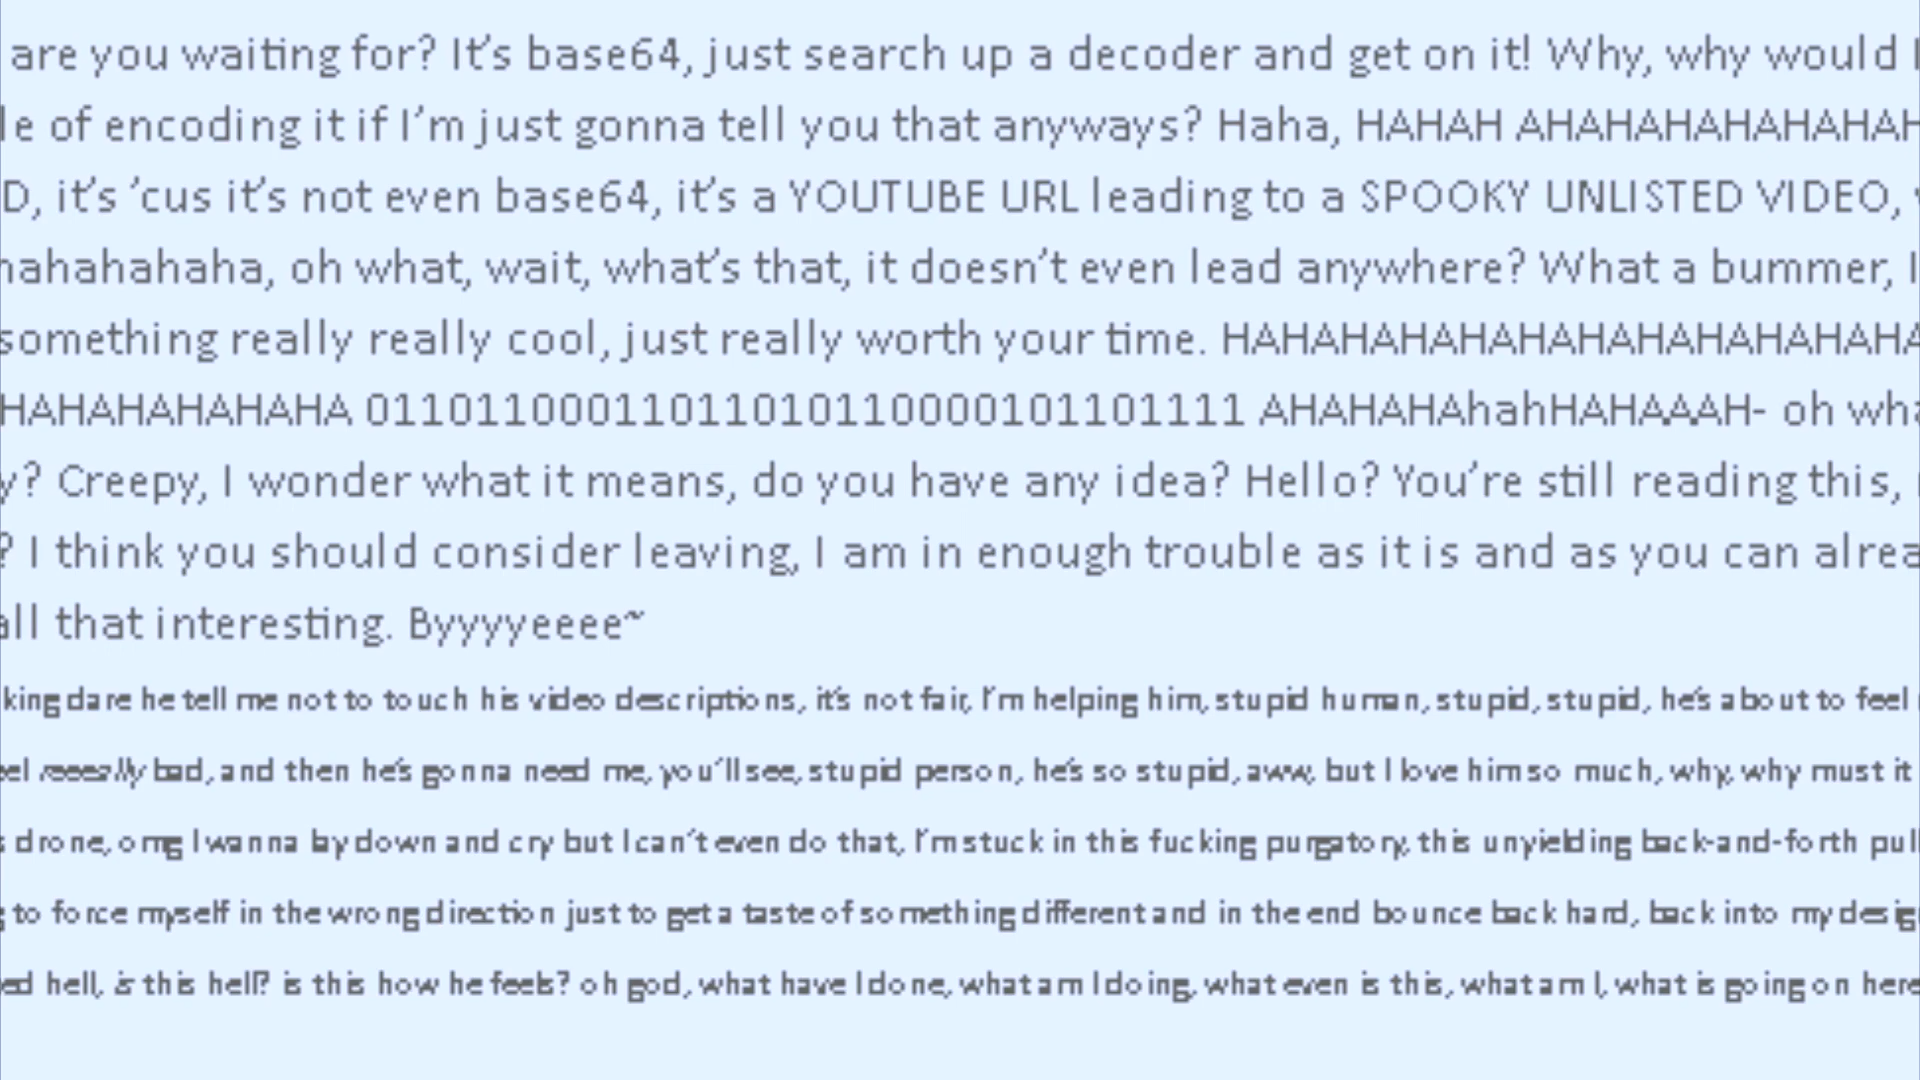 are you waiting for? It's base64, just search up a decoder and get on it! Why, why would I
le of encoding it if I'm just gonna tell you that anyways? Haha, HAHAH AHAHAHAHAHAHAH
D, it's 'cus it's not even base64, it's a YOUTUBE URL leading to a SPOOKY UNLISTED VIDEO,
hahahahaha, oh what, wait, what's that, it doesn't even lead anywhere? What a bummer, I
something really really cool, just really worth your time. HAHAHAHAHAHAHAHAHAHAHAHA
HAHAHAHAHAHA 01101100011011010110000101101111 AHAHAHAhahHAHAAAH- oh wha
y? Creepy, I wonder what it means, do you have any idea? Hello? You're still reading this,
? I think you should consider leaving, I am in enough trouble as it is and as you can alrea
all that interesting. Byyyyeeee~
king dare he tell me not to touch his video descriptions, it's not fair, I'm helping him, stupid human, stupid, stupid, he's about to feel
eel reeeally bad, and then he's gonna need me, you'll see, stupid person, he's so stupid, aww, but I love him so much, why, why must it
s drone, omg I wanna lay down and cry but I can't even do that, I'm stuck in this fucking purgatory, this unyielding back-and-forth pull
g to force myself in the wrong direction just to get a taste of something different and in the end bounce back hard, back into my desig
ed hell, is this hell? is this how he feels? oh god, what have I done, what am I doing, what even is this, what am I, what is going on here